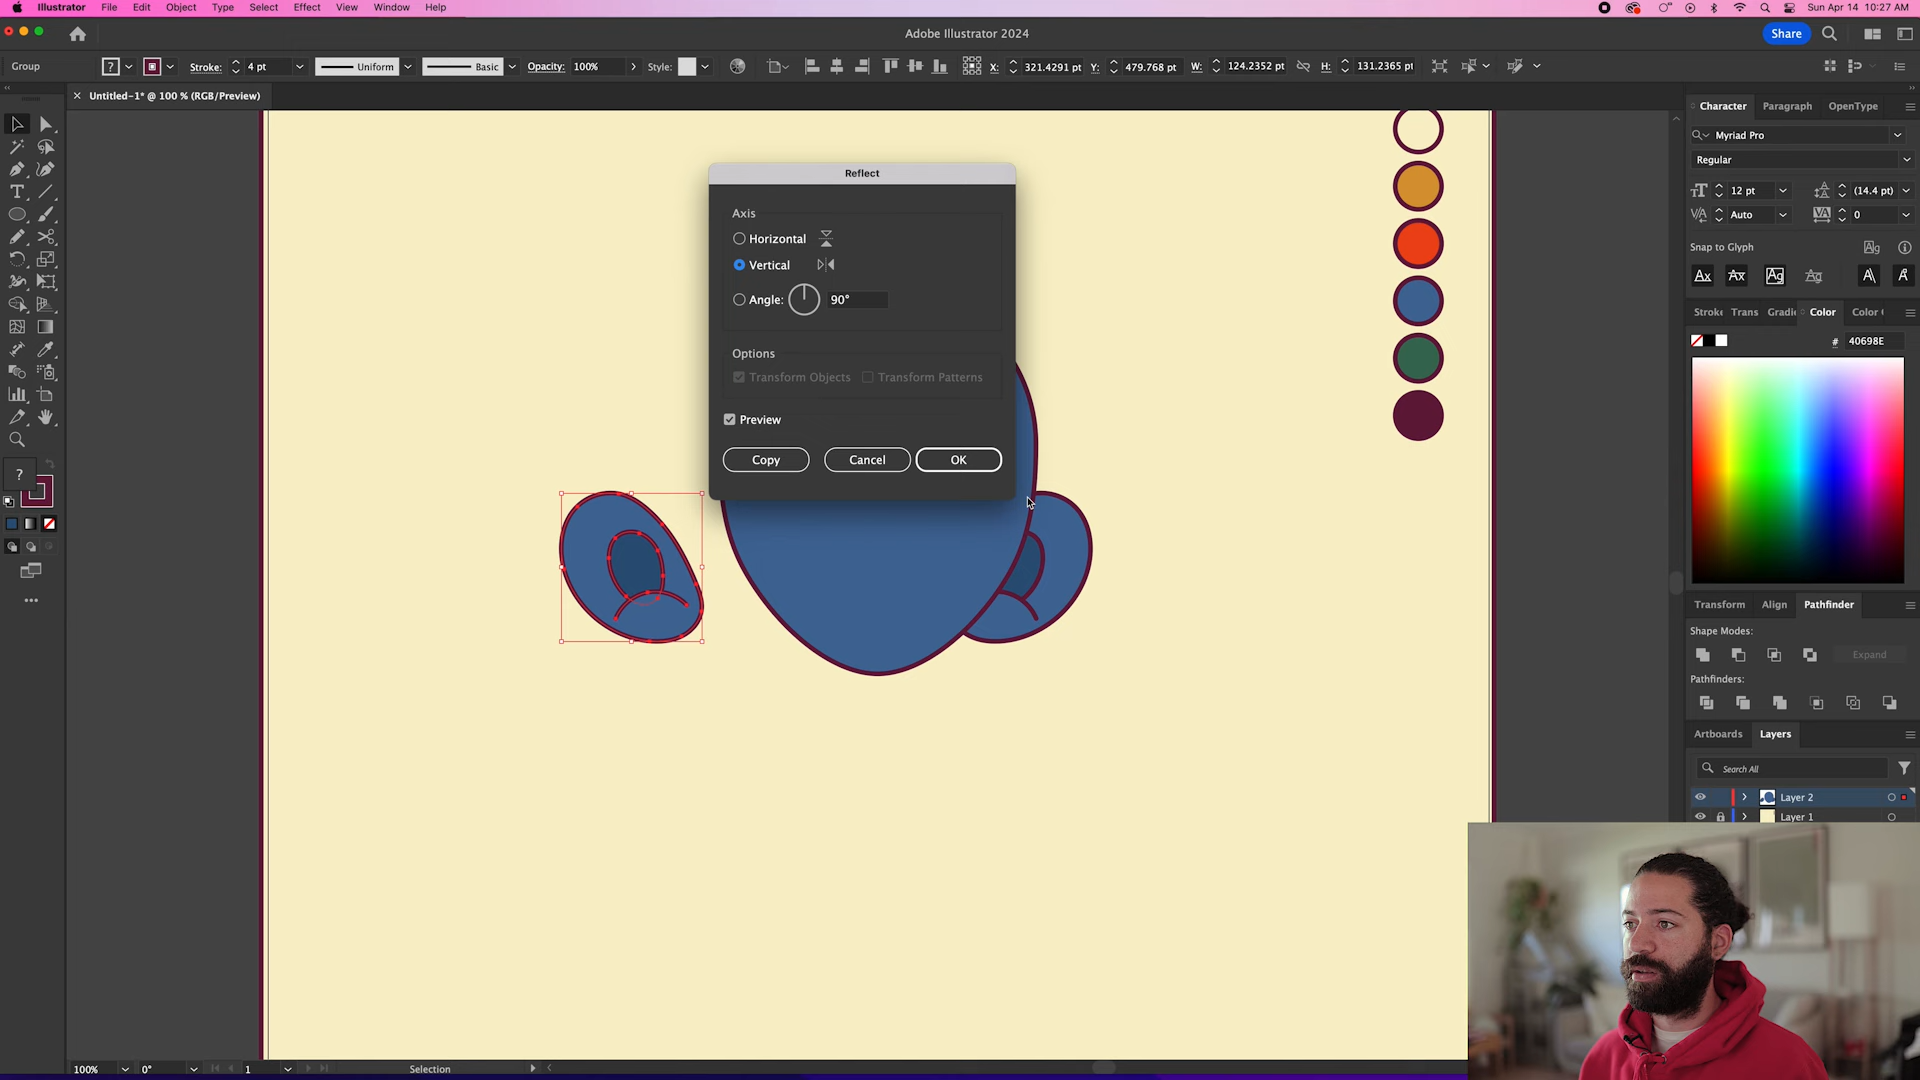 Illustrator File Edit Object Type Select Effect View Window Help Sun Apr 14 10:27 AM
Adobe Illustrator 2024 Share
Group ? Stroke: 4 pt Uniform Basic Opacity: 100% Style: X: 321.4291 pt Y: 479.768 pt W: 124.2352 pt H: 131.2365 pt
× Untitled-1* @ 100 % (RGB/Preview)
Character Paragraph OpenType
Myriad Pro
Regular
12 pt (14.4 pt)
Auto 0
Snap to Glyph
Stroke Trans Gradi Color Color
# 40698E
Transform Align Pathfinder
Shape Modes:
Expand
Pathfinders:
Artboards Layers
Search All
Layer 2
Layer 1
Reflect
Axis
Horizontal
Vertical
Angle: 90°
Options
Transform Objects Transform Patterns
Preview
Copy Cancel OK
?
100% 0° 1 Selection